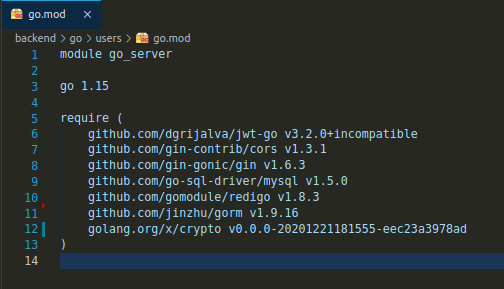 go.mod ×
backend > go > users > go.mod
1 module go_server
2
3 go 1.15
4
5 require (
6 github.com/dgrijalva/jwt-go v3.2.0+incompatible
7 github.com/gin-contrib/cors v1.3.1
8 github.com/gin-gonic/gin v1.6.3
9 github.com/go-sql-driver/mysql v1.5.0
10 github.com/gomodule/redigo v1.8.3
11 github.com/jinzhu/gorm v1.9.16
12 golang.org/x/crypto v0.0.0-20201221181555-eec23a3978ad
13 )
14